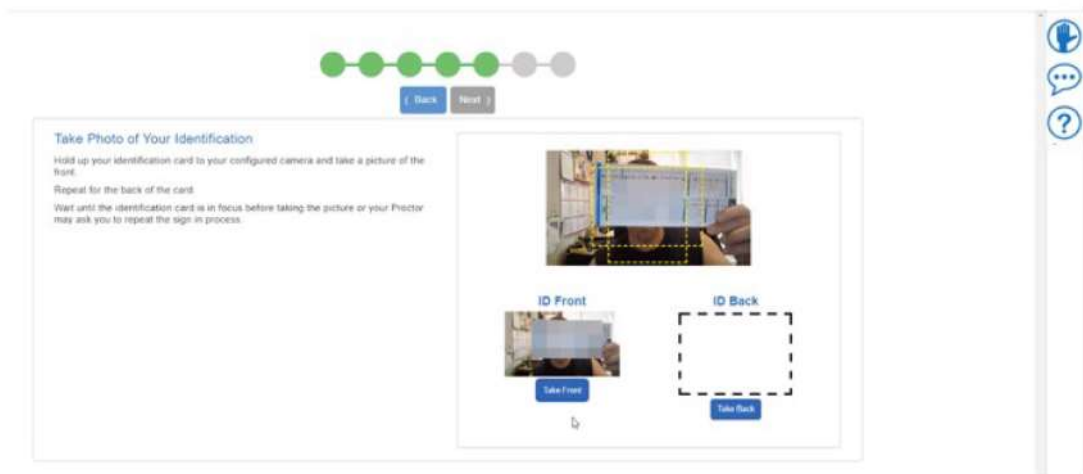 Back Next
Take Photo of Your Identification
Hold up your identification card to your configured camera and take a picture of the
front.
Repeat for the back of the card
Wait until the identification card is in focus before taking the picture or your Proctor
may ask you to repeat the sign in process.
ID Front ID Back
Take Front
Take Back